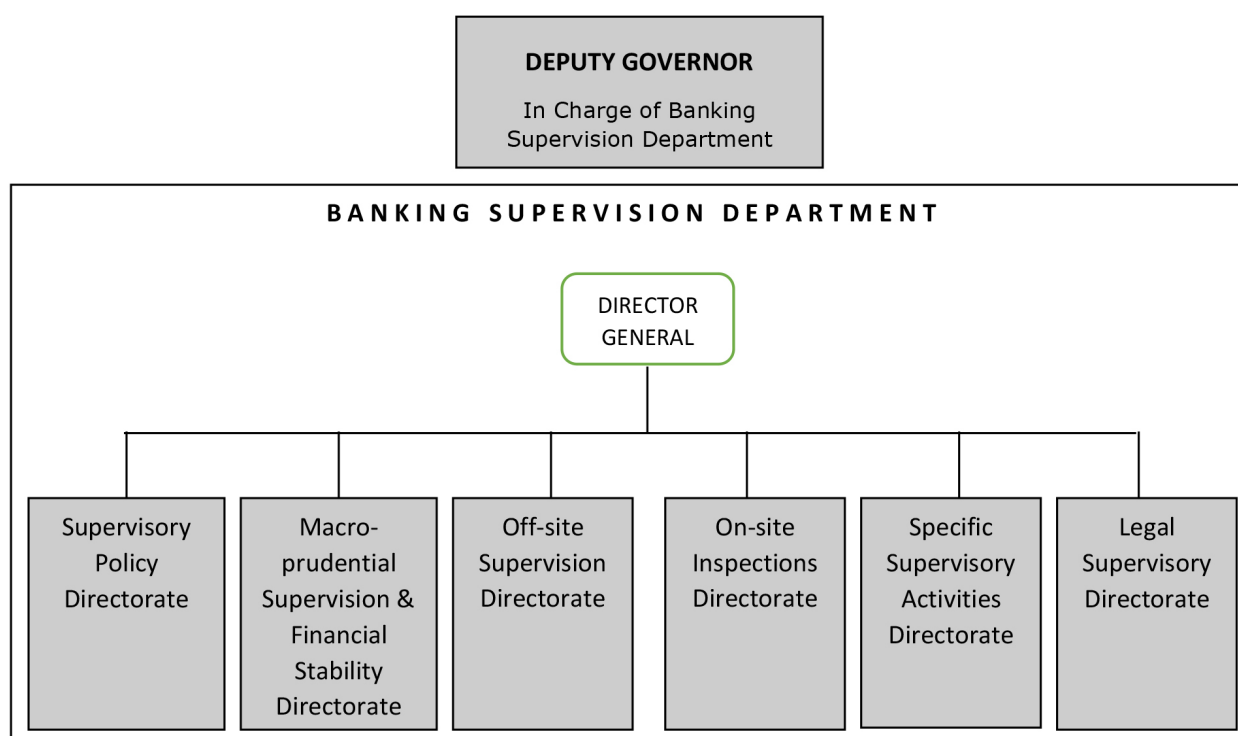 DEPUTY GOVERNOR
In Charge of Banking
Supervision Department
BANKING SUPERVISION DEPARTMENT
DIRECTOR
GENERAL
Supervisory
Policy
Directorate
Macro-
prudential
Supervision &
Financial
Stability
Directorate
Off-site
Supervision
Directorate
On-site
Inspections
Directorate
Specific
Supervisory
Activities
Directorate
Legal
Supervisory
Directorate